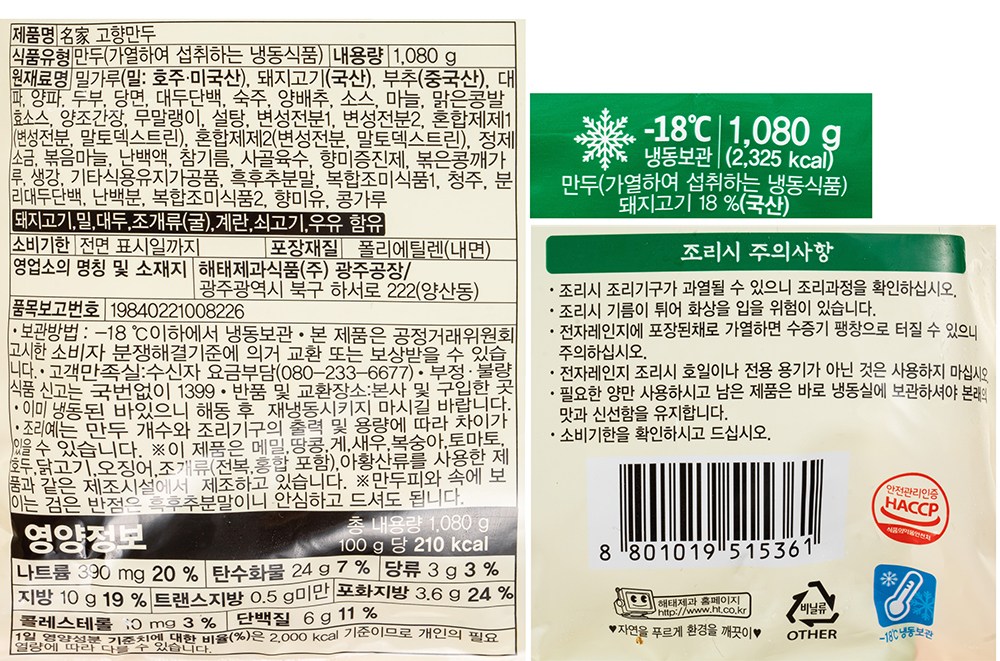 제품명 名家 고향만두
식품유형 만두(가열하여 섭취하는 냉동식품) 내용량 1,080 g
원재료명 밀가루(밀: 호주·미국산), 돼지고기(국산), 부추(중국산), 대
파, 양파, 두부, 당면, 대두단백, 숙주, 양배추, 소스, 마늘, 맑은콩발
효소스, 양조간장, 무말랭이, 설탕, 변성전분1, 변성전분2, 혼합제제1
(변성전분, 말토덱스트린), 혼합제제2(변성전분, 말토덱스트린), 정제
소금, 볶음마늘, 난백액, 참기름, 사골육수, 향미증진제, 볶은콩깨가
루, 생강, 기타식용유지가공품, 흑후추분말, 복합조미식품1, 청주, 분
리대두단백, 난백분, 복합조미식품2, 향미유, 콩가루
돼지고기,밀,대두,조개류(굴),계란,쇠고기,우유 함유
소비기한 전면 표시일까지 포장재질 폴리에틸렌(내면)
영업소의 명칭 및 소재지 해태제과식품(주) 광주공장/
광주광역시 북구 하서로 222(양산동)
품목보고번호 19840221008226
•보관방법 : –18 ℃이하에서 냉동보관 • 본 제품은 공정거래위원회
고시한 소비자 분쟁해결기준에 의거 교환 또는 보상받을 수 있습
니다.•고객만족실:수신자 요금부담(080-233-6677)• 부정·불량
식품 신고는 국번없이 1399 • 반품 및 교환장소:본사 및 구입한 곳
•이미 냉동된 바있으니 해동 후 재냉동시키지 마시길 바랍니다.
•조리예는 만두 개수와 조리기구의 출력 및 용량에 따라 차이가
있을 수 있습니다. ※이 제품은 메밀,땅콩,게,새우,복숭아,토마토,
호두,닭고기,오징어,조개류(전복,홍합 포함),아황산류를 사용한 제
품과 같은 제조시설에서 제조하고 있습니다. ※만두피와 속에 보
이는 검은 반점은 흑후추분말이니 안심하고 드셔도 됩니다.
영양정보 총 내용량 1,080 g
100 g 당 210 kcal
나트륨 390 mg 20 % 탄수화물 24 g 7 % 당류 3 g 3 %
지방 10 g 19 % 트랜스지방 0.5 g미만 포화지방 3.6 g 24 %
콜레스테롤 mg 3 % 단백질 6 g 11 %
1일 영양성분 기준치에 대한 비율(%)은 2,000 kcal 기준이므로 개인의 필요
열량에 따라 다를 수 있습니다.
-18℃ 1,080 g
냉동보관 (2,325 kcal)
만두(가열하여 섭취하는 냉동식품)
돼지고기 18 %(국산)
조리시 주의사항
• 조리시 조리기구가 과열될 수 있으니 조리과정을 확인하십시오.
• 조리시 기름이 튀어 화상을 입을 위험이 있습니다.
• 전자레인지에 포장된채로 가열하면 수증기 팽창으로 터질 수 있으니
주의하십시오.
• 전자레인지 조리시 호일이나 전용 용기가 아닌 것은 사용하지 마십시오
• 필요한 양만 사용하시고 남은 제품은 바로 냉동실에 보관하셔야 본래의
맛과 신선함을 유지합니다.
• 소비기한을 확인하시고 드십시오.
8 801019 515361
안전관리인증
HACCP
식품의약품안전처
해태제과 홈페이지
http://www.ht.co.kr
♥자연을 푸르게 환경을 깨끗이♥
비닐류
OTHER
-18℃냉동보관